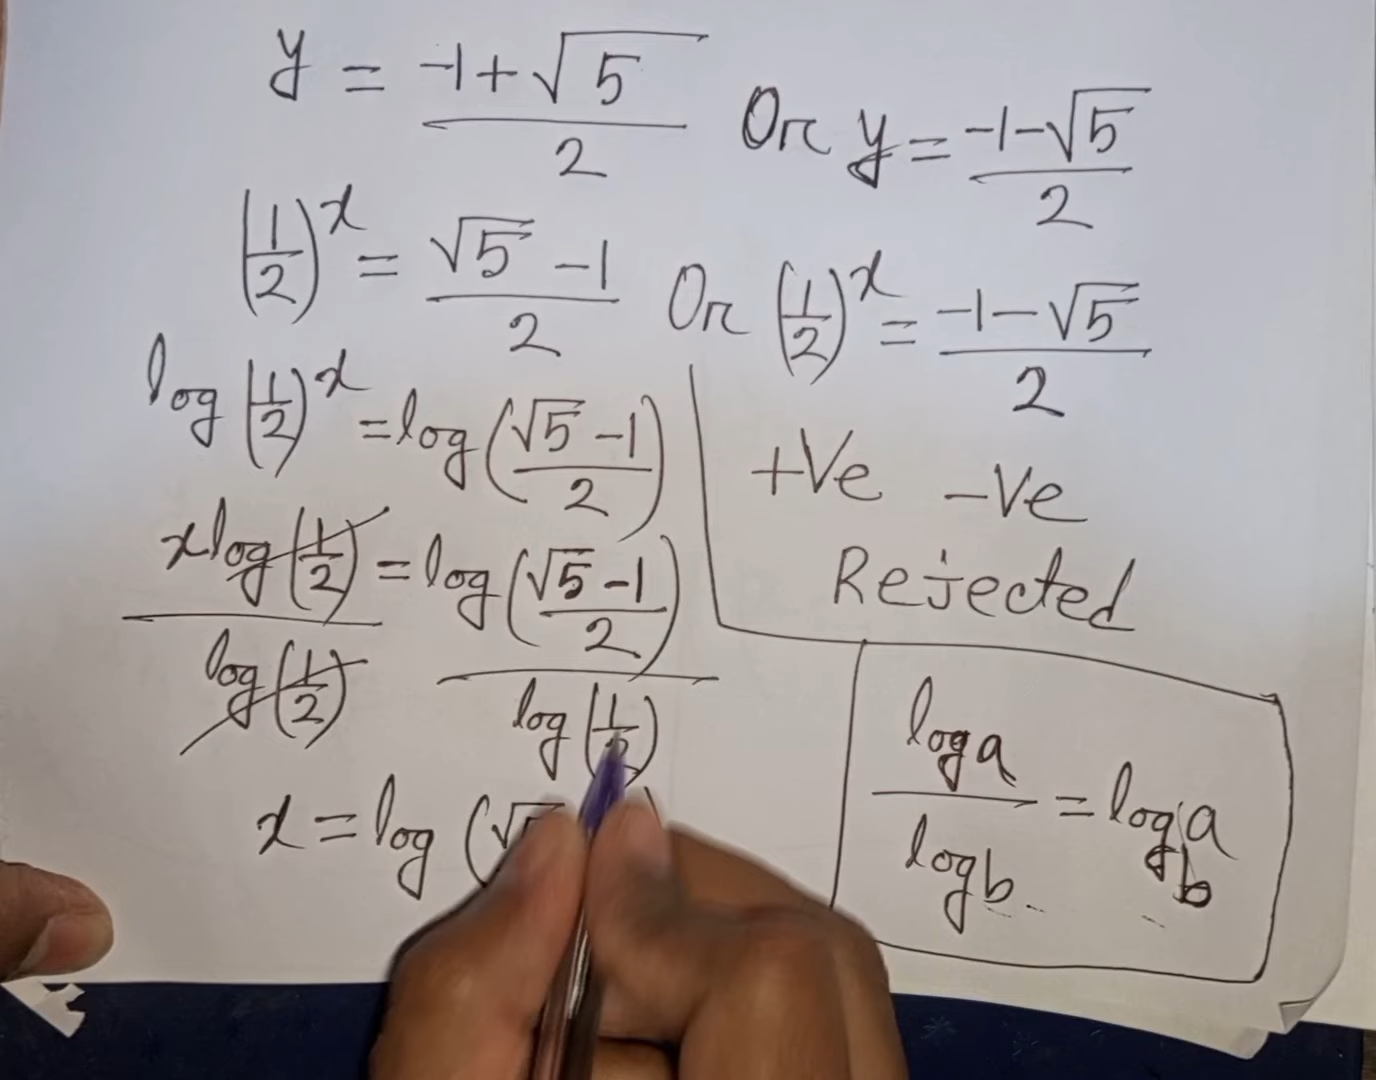 y = (-1+√5)/2 Or y = (-1-√5)/2
(1/2)^x = (√5-1)/2 Or (1/2)^x = (-1-√5)/2
log(1/2)^x = log((√5-1)/2)
+Ve -Ve
Rejected
x log(1/2) / log(1/2) = log((√5-1)/2) / log(1/2)
x = log (√
log a / log b = log_b a